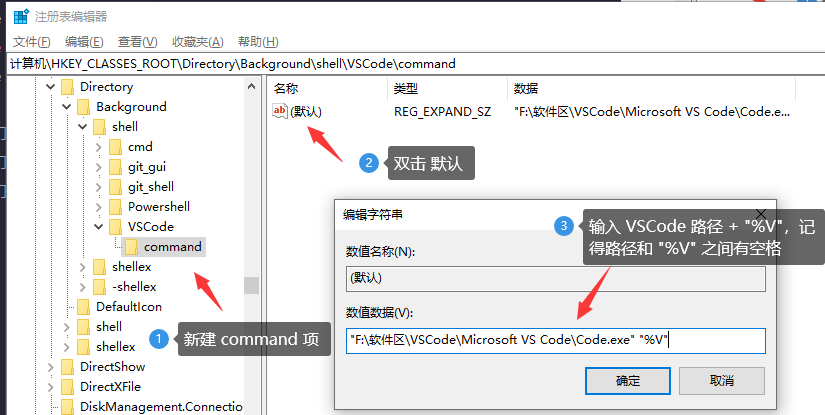 注册表编辑器
文件(F) 编辑(E) 查看(V) 收藏夹(A) 帮助(H)
计算机\HKEY_CLASSES_ROOT\Directory\Background\shell\VSCode\command
Directory
Background
shell
cmd
git_gui
git_shell
Powershell
VSCode
command
shellex
-shellex
DefaultIcon
shell
shellex
DirectShow
DirectXFile
DiskManagement.Connectio
名称 类型 数据
ab (默认) REG_EXPAND_SZ "F:\软件区\VSCode\Microsoft VS Code\Code.e...
2 双击 默认
编辑字符串
3 输入 VSCode 路径 + "%V"，记
得路径和 "%V" 之间有空格
数值名称(N):
(默认)
数值数据(V):
"F:\软件区\VSCode\Microsoft VS Code\Code.exe" "%V"
确定 取消
1 新建 command 项